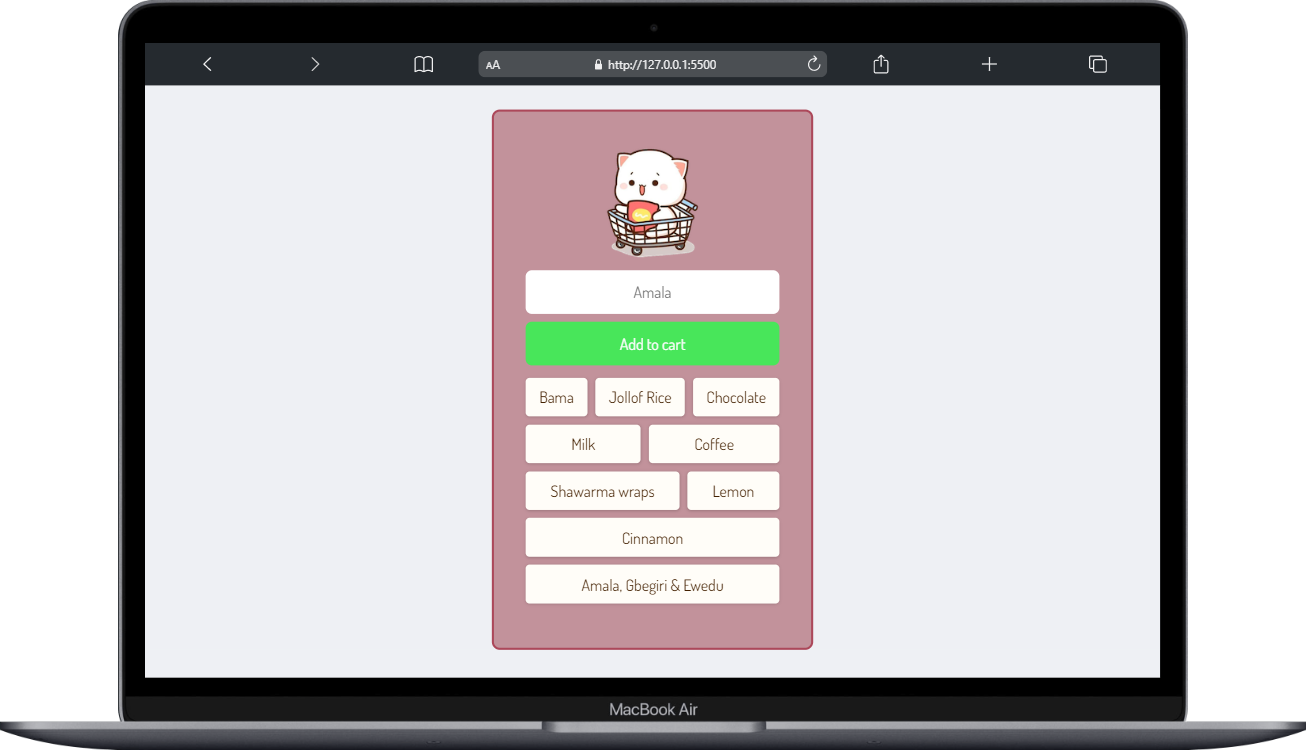 AA
http://127.0.0.1:5500
Amala
Add to cart
Bama Jollof Rice Chocolate
Milk Coffee
Shawarma wraps Lemon
Cinnamon
Amala, Gbegiri & Ewedu
MacBook Air